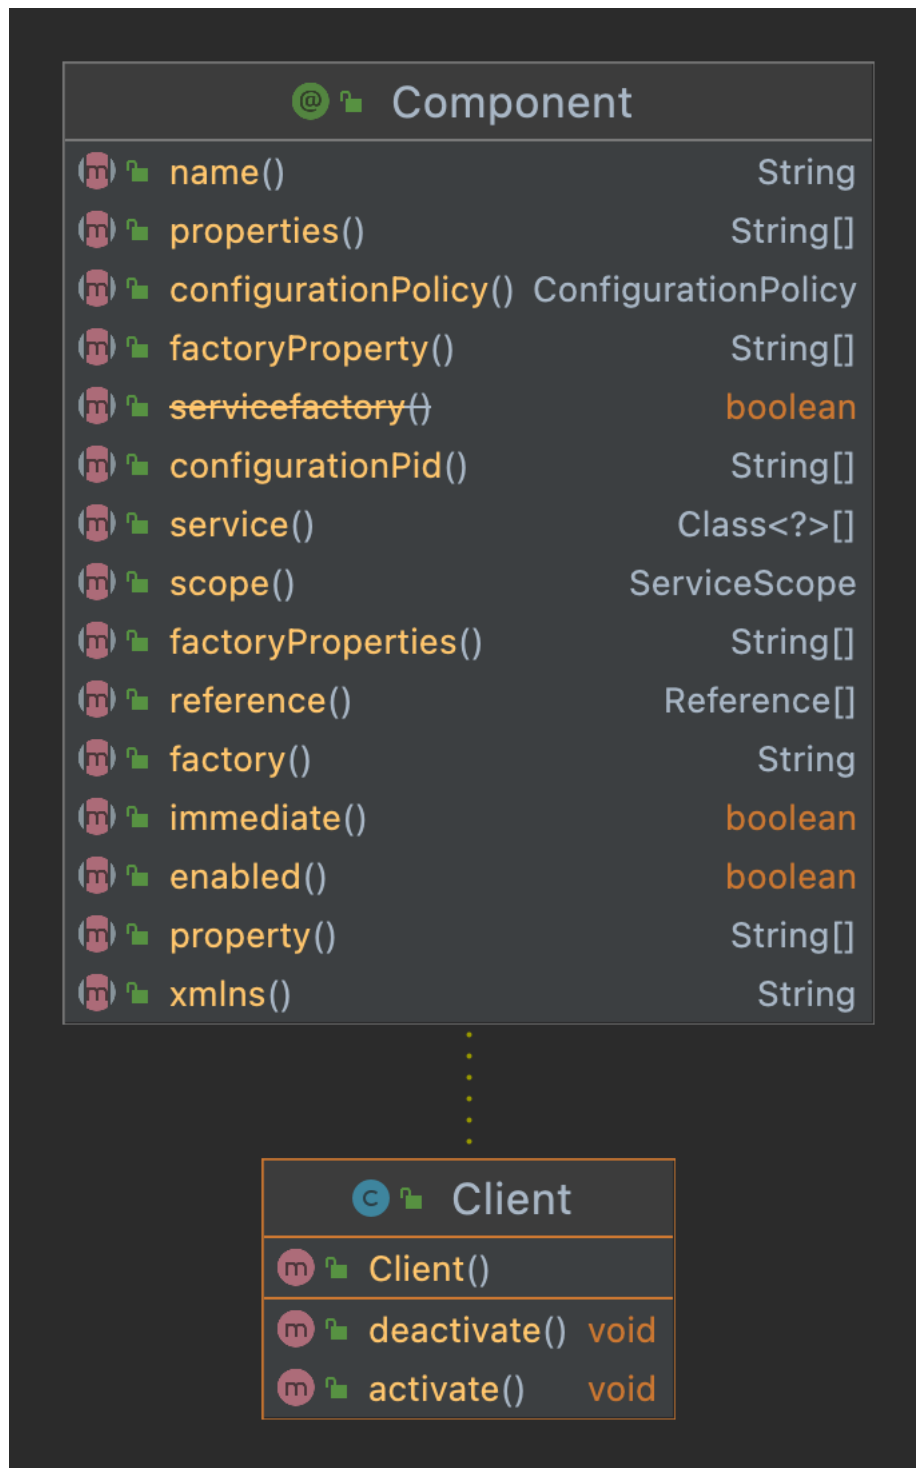 @ Component
m name() String
m properties() String[]
m configurationPolicy() ConfigurationPolicy
m factoryProperty() String[]
m servicefactory() boolean
m configurationPid() String[]
m service() Class<?>[]
m scope() ServiceScope
m factoryProperties() String[]
m reference() Reference[]
m factory() String
m immediate() boolean
m enabled() boolean
m property() String[]
m xmlns() String
C Client
m Client()
m deactivate() void
m activate() void